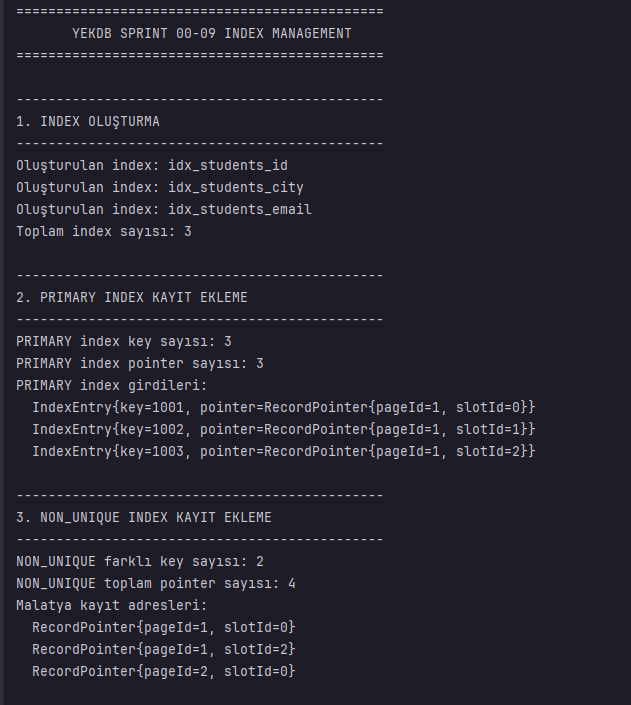 ==============================================
YEKDB SPRINT 00-09 INDEX MANAGEMENT
==============================================
----------------------------------------------
1. INDEX OLUŞTURMA
----------------------------------------------
Oluşturulan index: idx_students_id
Oluşturulan index: idx_students_city
Oluşturulan index: idx_students_email
Toplam index sayısı: 3
----------------------------------------------
2. PRIMARY INDEX KAYIT EKLEME
----------------------------------------------
PRIMARY index key sayısı: 3
PRIMARY index pointer sayısı: 3
PRIMARY index girdileri:
IndexEntry{key=1001, pointer=RecordPointer{pageId=1, slotId=0}}
IndexEntry{key=1002, pointer=RecordPointer{pageId=1, slotId=1}}
IndexEntry{key=1003, pointer=RecordPointer{pageId=1, slotId=2}}
----------------------------------------------
3. NON_UNIQUE INDEX KAYIT EKLEME
----------------------------------------------
NON_UNIQUE farklı key sayısı: 2
NON_UNIQUE toplam pointer sayısı: 4
Malatya kayıt adresleri:
RecordPointer{pageId=1, slotId=0}
RecordPointer{pageId=1, slotId=2}
RecordPointer{pageId=2, slotId=0}